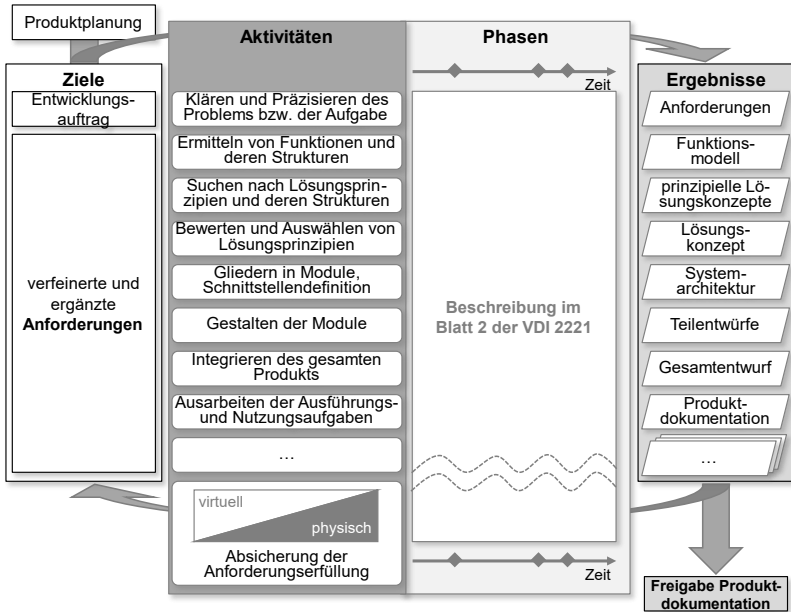 Produktplanung
Ziele
Entwicklungs-
auftrag
verfeinerte und
ergänzte
Anforderungen
Aktivitäten
Klären und Präzisieren des
Problems bzw. der Aufgabe
Ermitteln von Funktionen und
deren Strukturen
Suchen nach Lösungsprin-
zipien und deren Strukturen
Bewerten und Auswählen von
Lösungsprinzipien
Gliedern in Module,
Schnittstellendefinition
Gestalten der Module
Integrieren des gesamten
Produkts
Ausarbeiten der Ausführungs-
und Nutzungsaufgaben
...
virtuell
physisch
Absicherung der
Anforderungserfüllung
Phasen
Zeit
Beschreibung im
Blatt 2 der VDI 2221
Zeit
Ergebnisse
Anforderungen
Funktions-
modell
prinzipielle Lö-
sungskonzepte
Lösungs-
konzept
System-
architektur
Teilentwürfe
Gesamtentwurf
Produkt-
dokumentation
...
Freigabe Produkt-
dokumentation